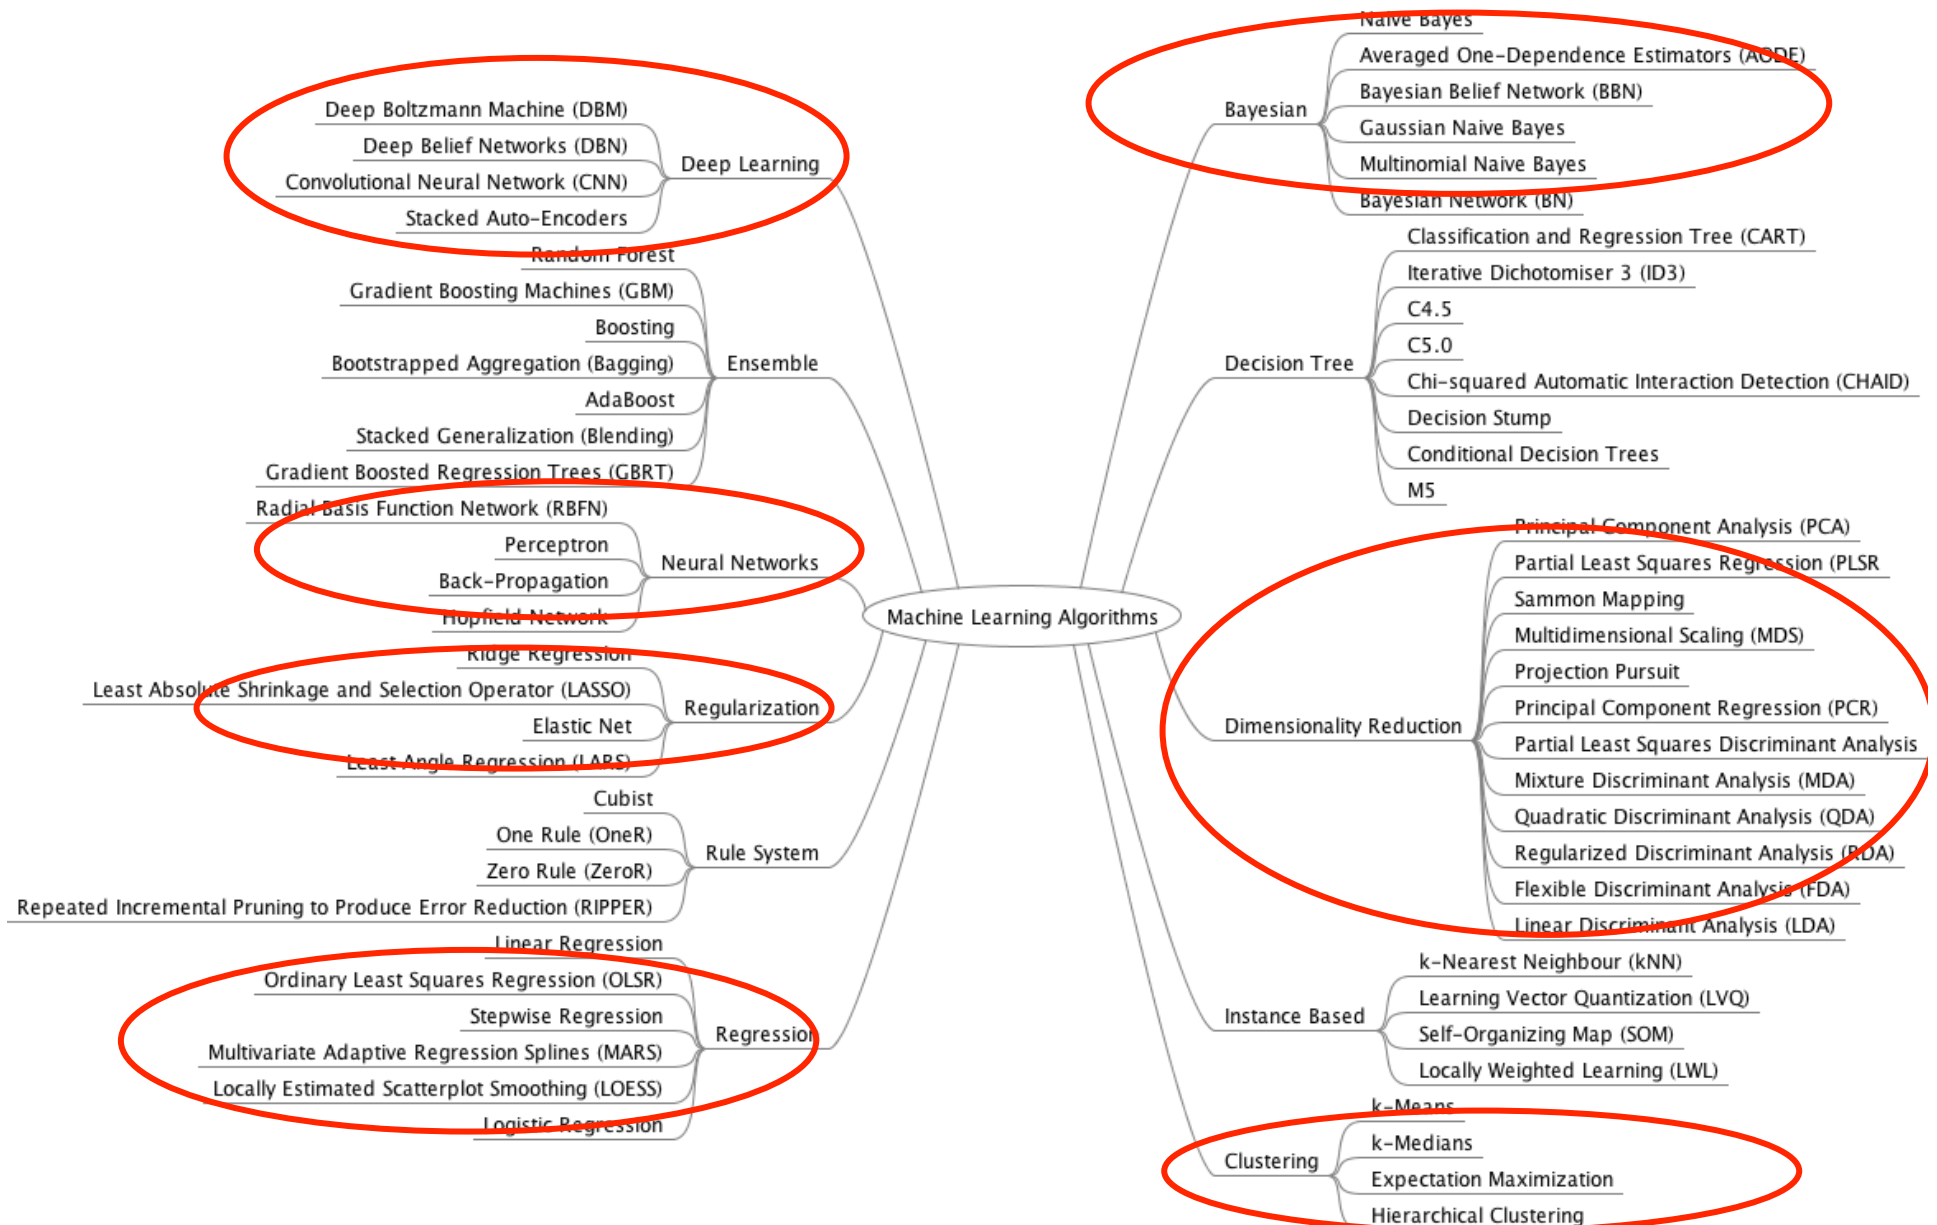 Deep Boltzmann Machine (DBM)
Deep Belief Networks (DBN)
Convolutional Neural Network (CNN)
Stacked Auto-Encoders
Deep Learning
Random Forest
Gradient Boosting Machines (GBM)
Boosting
Bootstrapped Aggregation (Bagging)
AdaBoost
Stacked Generalization (Blending)
Gradient Boosted Regression Trees (GBRT)
Ensemble
Radial Basis Function Network (RBFN)
Perceptron
Back-Propagation
Hopfield Network
Neural Networks
Ridge Regression
Least Absolute Shrinkage and Selection Operator (LASSO)
Elastic Net
Least Angle Regression (LARS)
Regularization
Cubist
One Rule (OneR)
Zero Rule (ZeroR)
Repeated Incremental Pruning to Produce Error Reduction (RIPPER)
Rule System
Linear Regression
Ordinary Least Squares Regression (OLSR)
Stepwise Regression
Multivariate Adaptive Regression Splines (MARS)
Locally Estimated Scatterplot Smoothing (LOESS)
Logistic Regression
Regression
Machine Learning Algorithms
Bayesian
Naive Bayes
Averaged One-Dependence Estimators (AODE)
Bayesian Belief Network (BBN)
Gaussian Naive Bayes
Multinomial Naive Bayes
Bayesian Network (BN)
Decision Tree
Classification and Regression Tree (CART)
Iterative Dichotomiser 3 (ID3)
C4.5
C5.0
Chi-squared Automatic Interaction Detection (CHAID)
Decision Stump
Conditional Decision Trees
M5
Dimensionality Reduction
Principal Component Analysis (PCA)
Partial Least Squares Regression (PLSR
Sammon Mapping
Multidimensional Scaling (MDS)
Projection Pursuit
Principal Component Regression (PCR)
Partial Least Squares Discriminant Analysis
Mixture Discriminant Analysis (MDA)
Quadratic Discriminant Analysis (QDA)
Regularized Discriminant Analysis (RDA)
Flexible Discriminant Analysis (FDA)
Linear Discriminant Analysis (LDA)
Instance Based
k-Nearest Neighbour (kNN)
Learning Vector Quantization (LVQ)
Self-Organizing Map (SOM)
Locally Weighted Learning (LWL)
Clustering
k-Means
k-Medians
Expectation Maximization
Hierarchical Clustering